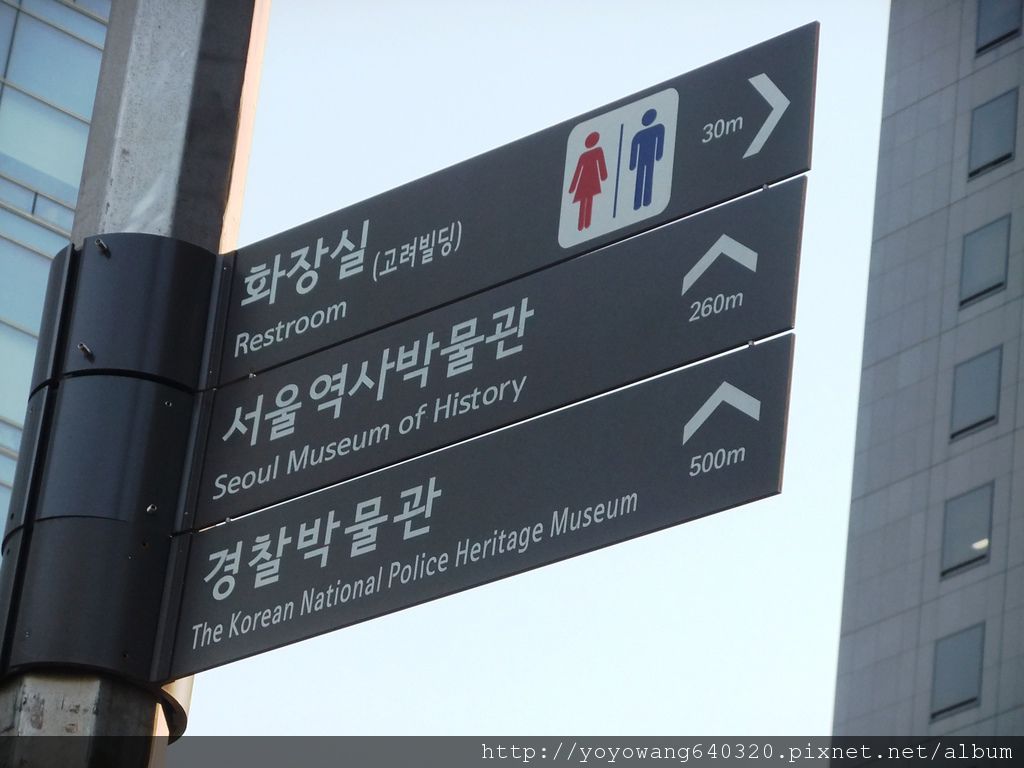 화장실 (고려빌딩)
Restroom
30m
서울역사박물관
Seoul Museum of History
260m
경찰박물관
The Korean National Police Heritage Museum
500m
http://yoyowang640320.pixnet.net/album